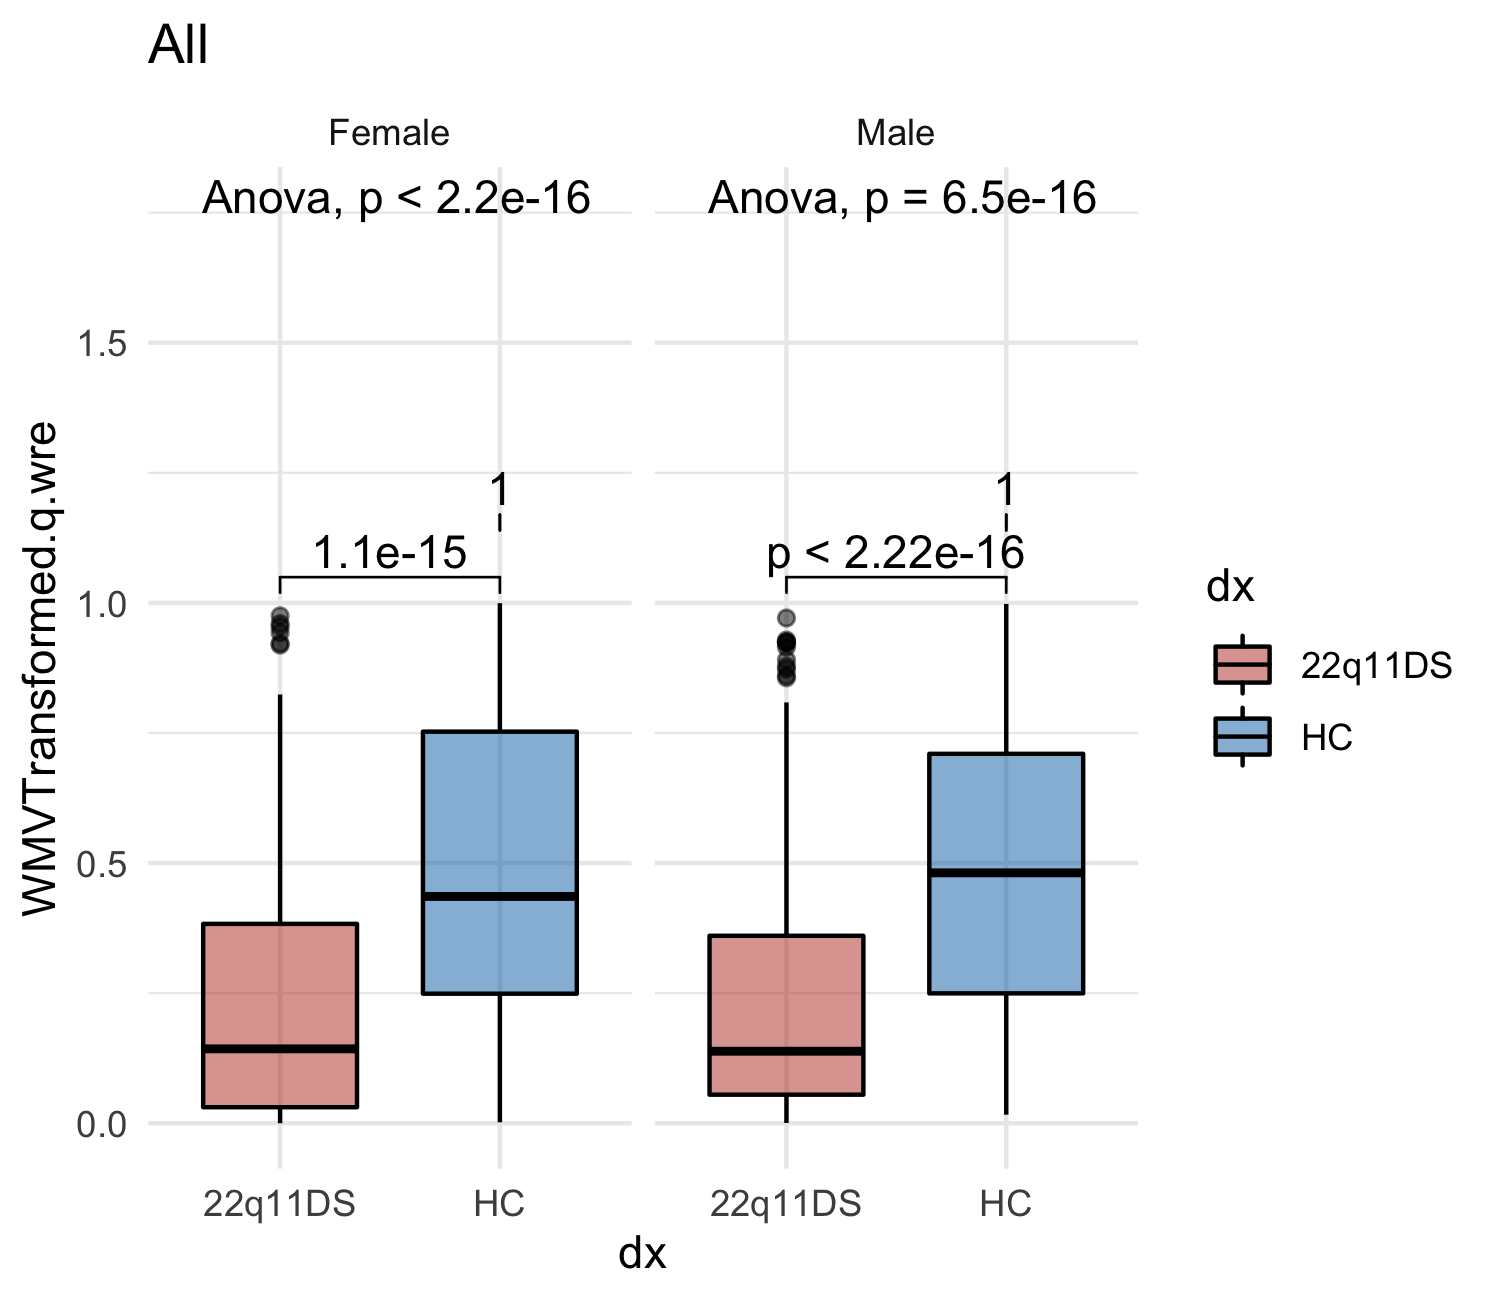 All
Female
Male
Anova, p < 2.2e-16
Anova, p = 6.5e-16
1.5
1
1
1.1e-15
p < 2.22e-16
1.0
0.5
0.0
WMVTransformed.q.wre
22q11DS
HC
22q11DS
HC
dx
dx
22q11DS
HC